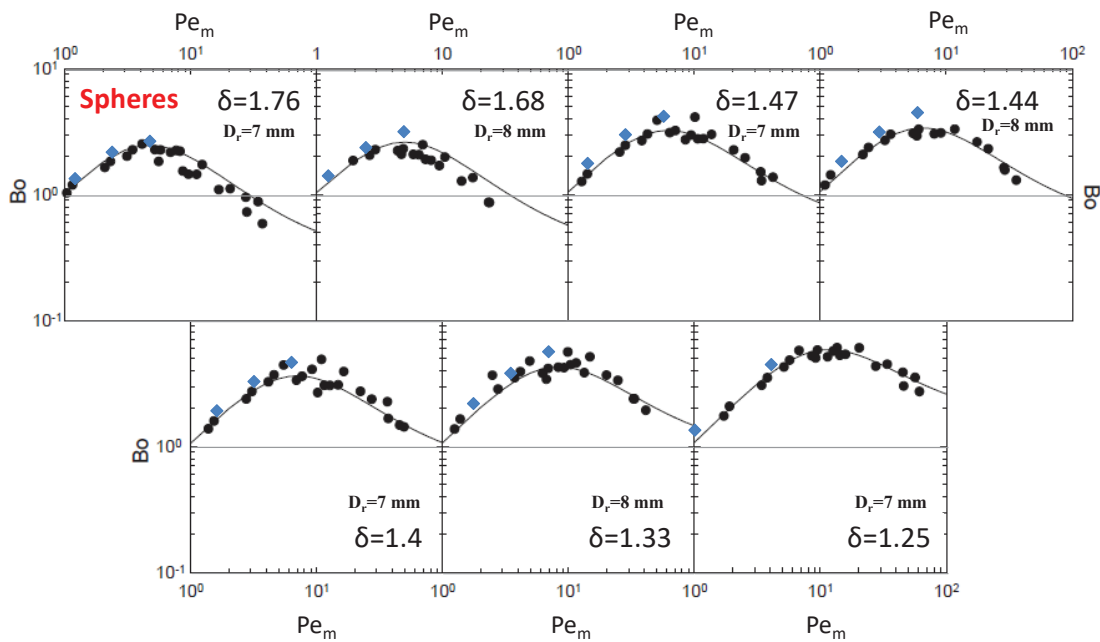 Pe_m Pe_m Pe_m Pe_m
10^0 10^1 1 10 10^0 10^1 10^0 10^1 10^2
10^1
Spheres δ=1.76 δ=1.68 δ=1.47 δ=1.44
D_r=7 mm D_r=8 mm D_r=7 mm D_r=8 mm
Bo 10^0 Bo
10^-1
Bo 10^0
D_r=7 mm D_r=8 mm D_r=7 mm
δ=1.4 δ=1.33 δ=1.25
10^-1
10^0 10^1 10^0 10^1 10^0 10^1 10^2
Pe_m Pe_m Pe_m